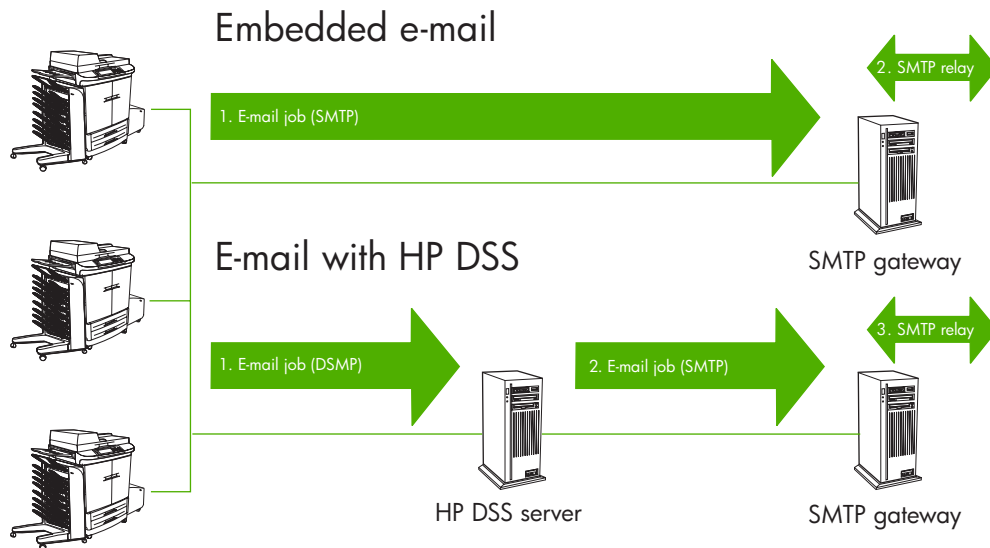 Embedded e-mail
2. SMTP relay
1. E-mail job (SMTP)
E-mail with HP DSS
SMTP gateway
3. SMTP relay
1. E-mail job (DSMP)
2. E-mail job (SMTP)
HP DSS server
SMTP gateway